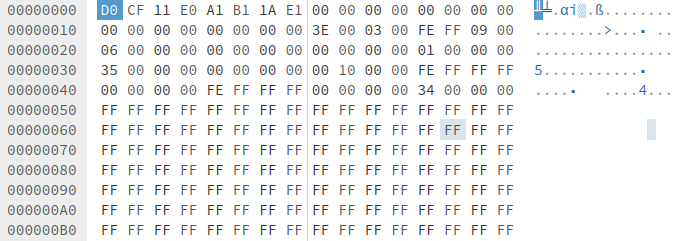 00000000 D0 CF 11 E0 A1 B1 1A E1 00 00 00 00 00 00 00 00 ╨╧.αí▒.ß........
00000010 00 00 00 00 00 00 00 00 3E 00 03 00 FE FF 09 00 ........>...■ ..
00000020 06 00 00 00 00 00 00 00 00 00 00 00 01 00 00 00 ................
00000030 35 00 00 00 00 00 00 00 00 10 00 00 FE FF FF FF 5...........■
00000040 00 00 00 00 FE FF FF FF 00 00 00 00 34 00 00 00 ....■   ....4...
00000050 FF FF FF FF FF FF FF FF FF FF FF FF FF FF FF FF
00000060 FF FF FF FF FF FF FF FF FF FF FF FF FF FF FF FF
00000070 FF FF FF FF FF FF FF FF FF FF FF FF FF FF FF FF
00000080 FF FF FF FF FF FF FF FF FF FF FF FF FF FF FF FF
00000090 FF FF FF FF FF FF FF FF FF FF FF FF FF FF FF FF
000000A0 FF FF FF FF FF FF FF FF FF FF FF FF FF FF FF FF
000000B0 FF FF FF FF FF FF FF FF FF FF FF FF FF FF FF FF